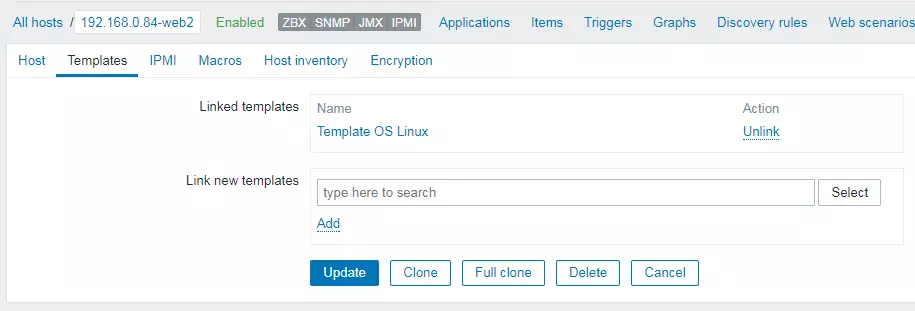 All hosts / 192.168.0.84-web2 Enabled ZBX SNMP JMX IPMI Applications Items Triggers Graphs Discovery rules Web scenarios
Host Templates IPMI Macros Host inventory Encryption
Linked templates Name Action
Template OS Linux Unlink
Link new templates type here to search Select
Add
Update Clone Full clone Delete Cancel